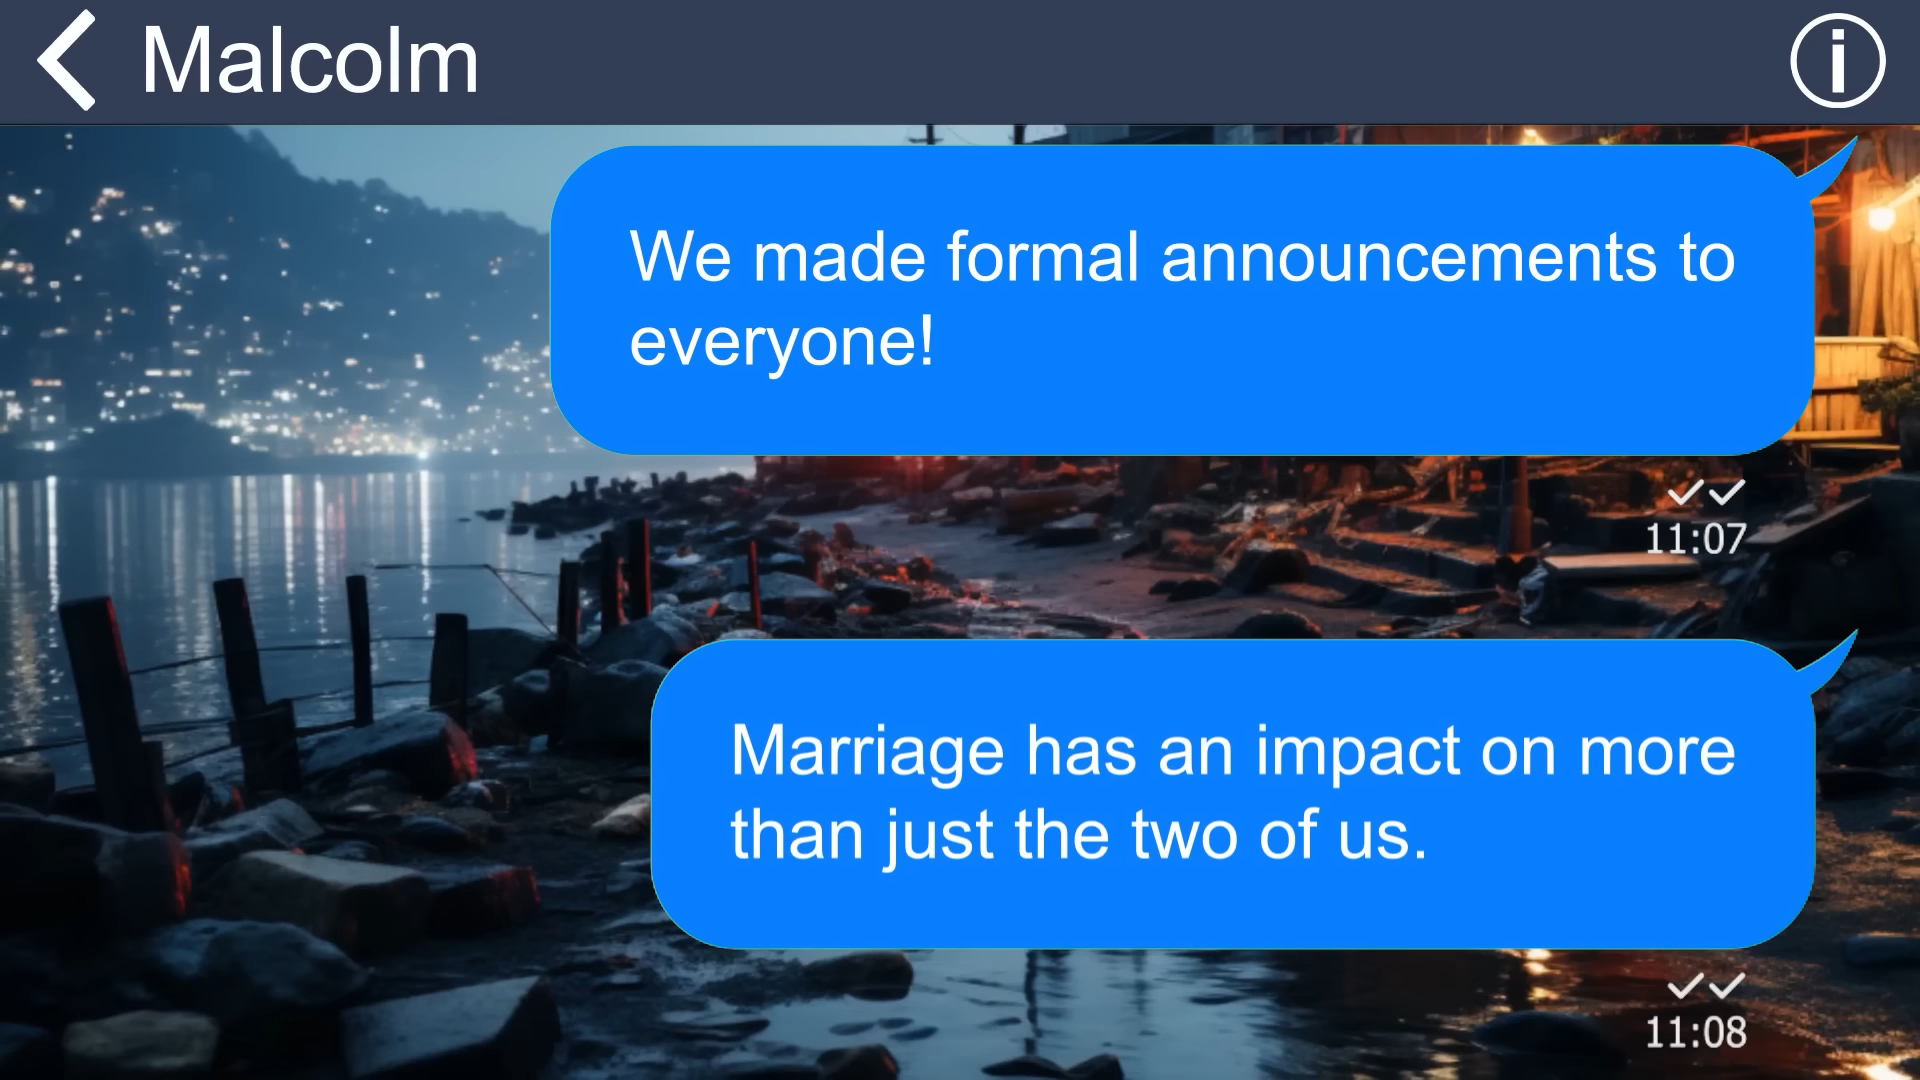 Malcolm
We made formal announcements to
everyone!
11:07
Marriage has an impact on more
than just the two of us.
11:08